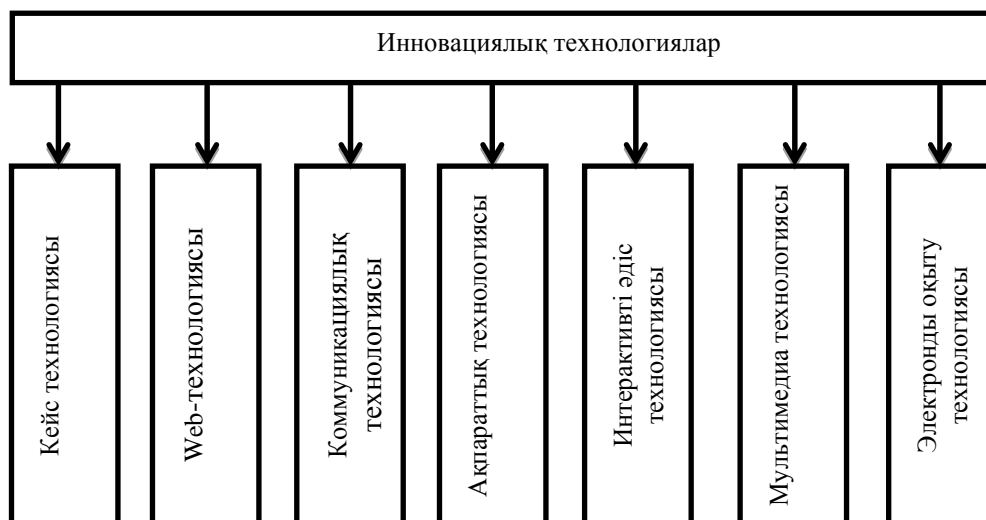 Инновациялық технологиялар
Кейс технологиясы
Web-технологиясы
Коммуникациялық
технологиясы
Ақпараттық технологиясы
Интерактивті әдіс
технологиясы
Мультимедиа технологиясы
Электронды оқыту
технологиясы